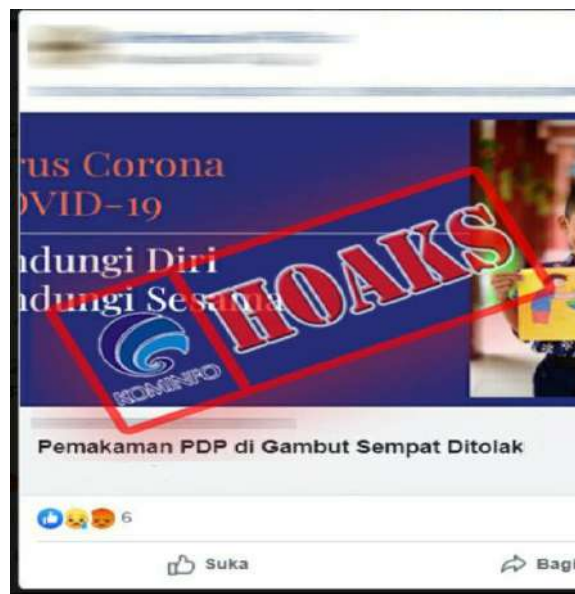 rus Corona
OVID-19
ndungi Diri
ndungi Sesama
HOAKS
KOMINFO
Pemakaman PDP di Gambut Sempat Ditolak
6
Suka
Bagi